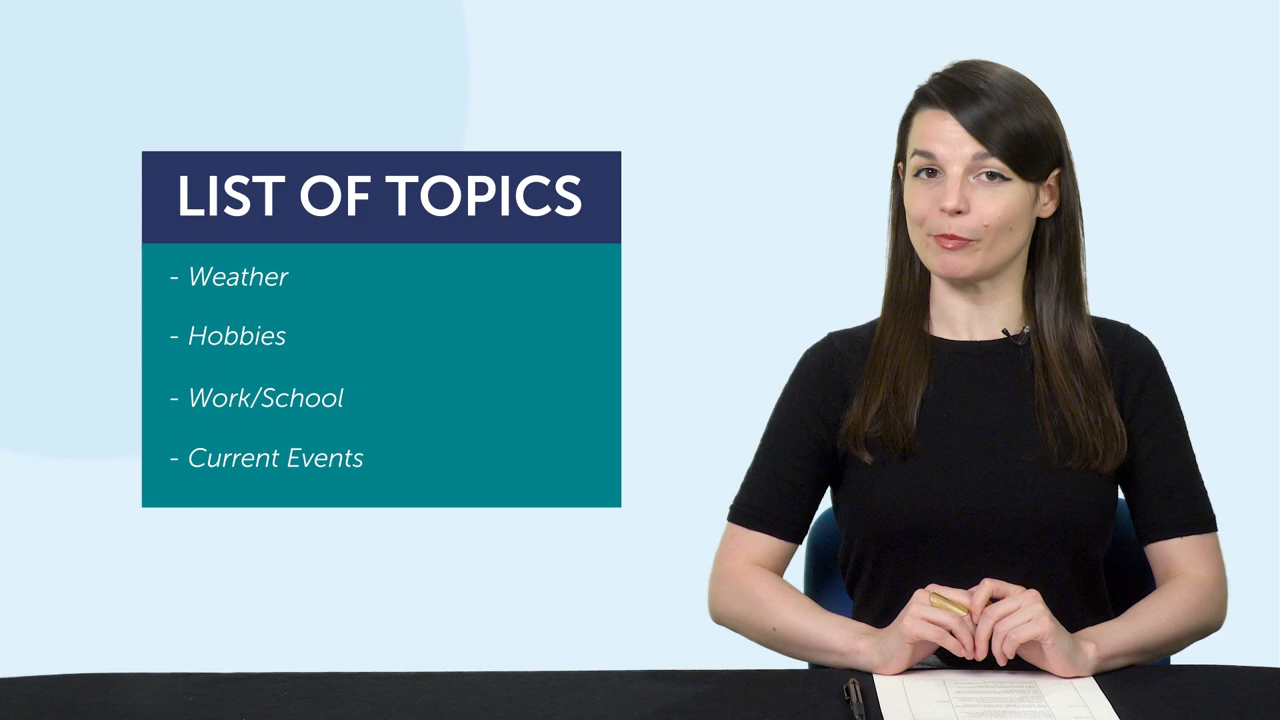 LIST OF TOPICS
- Weather
- Hobbies
- Work/School
- Current Events